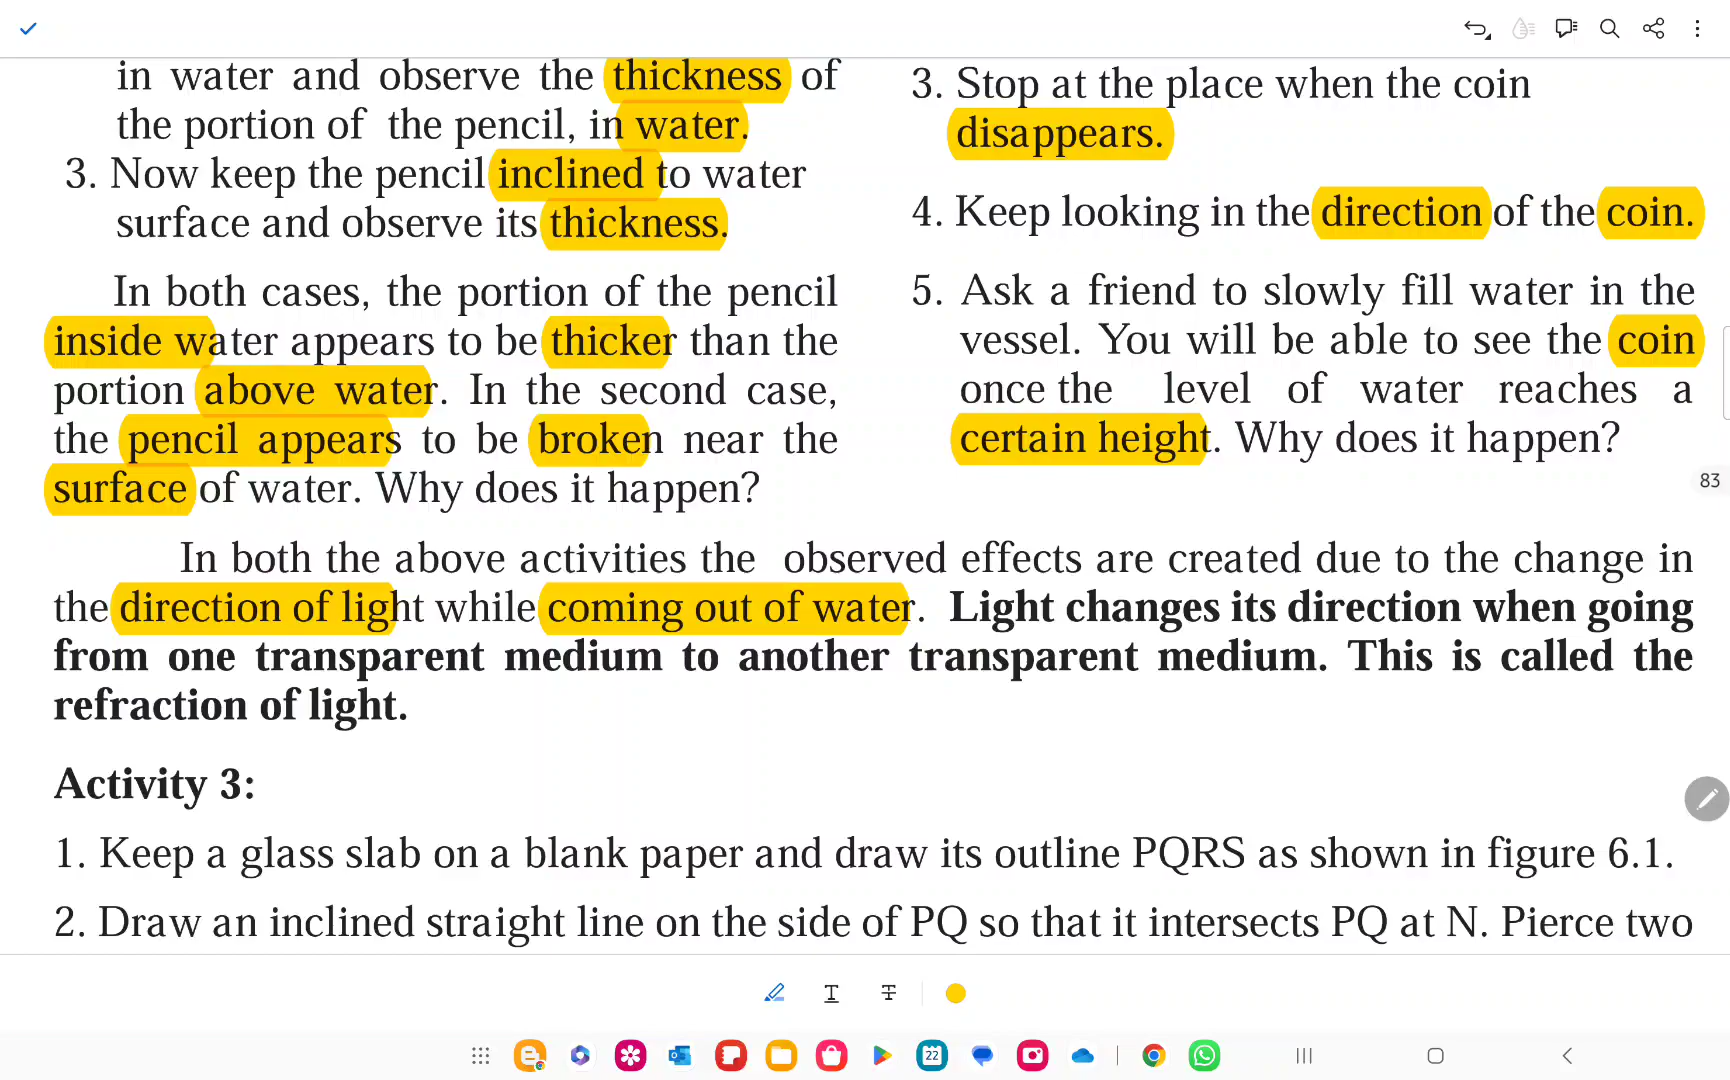 in water and observe the thickness of
the portion of the pencil, in water.
3. Now keep the pencil inclined to water
surface and observe its thickness.
In both cases, the portion of the pencil
inside water appears to be thicker than the
portion above water. In the second case,
the pencil appears to be broken near the
surface of water. Why does it happen?
3. Stop at the place when the coin
disappears.
4. Keep looking in the direction of the coin.
5. Ask a friend to slowly fill water in the
vessel. You will be able to see the coin
once the level of water reaches a
certain height. Why does it happen?
83
In both the above activities the observed effects are created due to the change in
the direction of light while coming out of water. Light changes its direction when going
from one transparent medium to another transparent medium. This is called the
refraction of light.
Activity 3:
1. Keep a glass slab on a blank paper and draw its outline PQRS as shown in figure 6.1.
2. Draw an inclined straight line on the side of PQ so that it intersects PQ at N. Pierce two
22